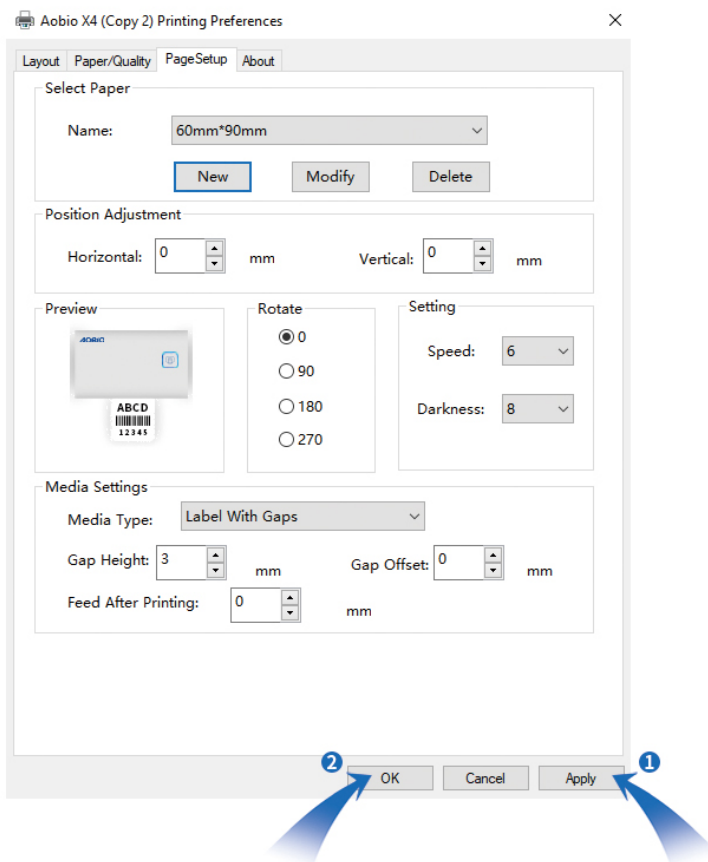 Aobio X4 (Copy 2) Printing Preferences
Layout Paper/Quality PageSetup About
Select Paper
Name: 60mm*90mm
New Modify Delete
Position Adjustment
Horizontal: 0 mm Vertical: 0 mm
Preview
AOBIO
ABCD
12345
Rotate
0
90
180
270
Setting
Speed: 6
Darkness: 8
Media Settings
Media Type: Label With Gaps
Gap Height: 3 mm Gap Offset: 0 mm
Feed After Printing: 0 mm
2 OK Cancel Apply 1